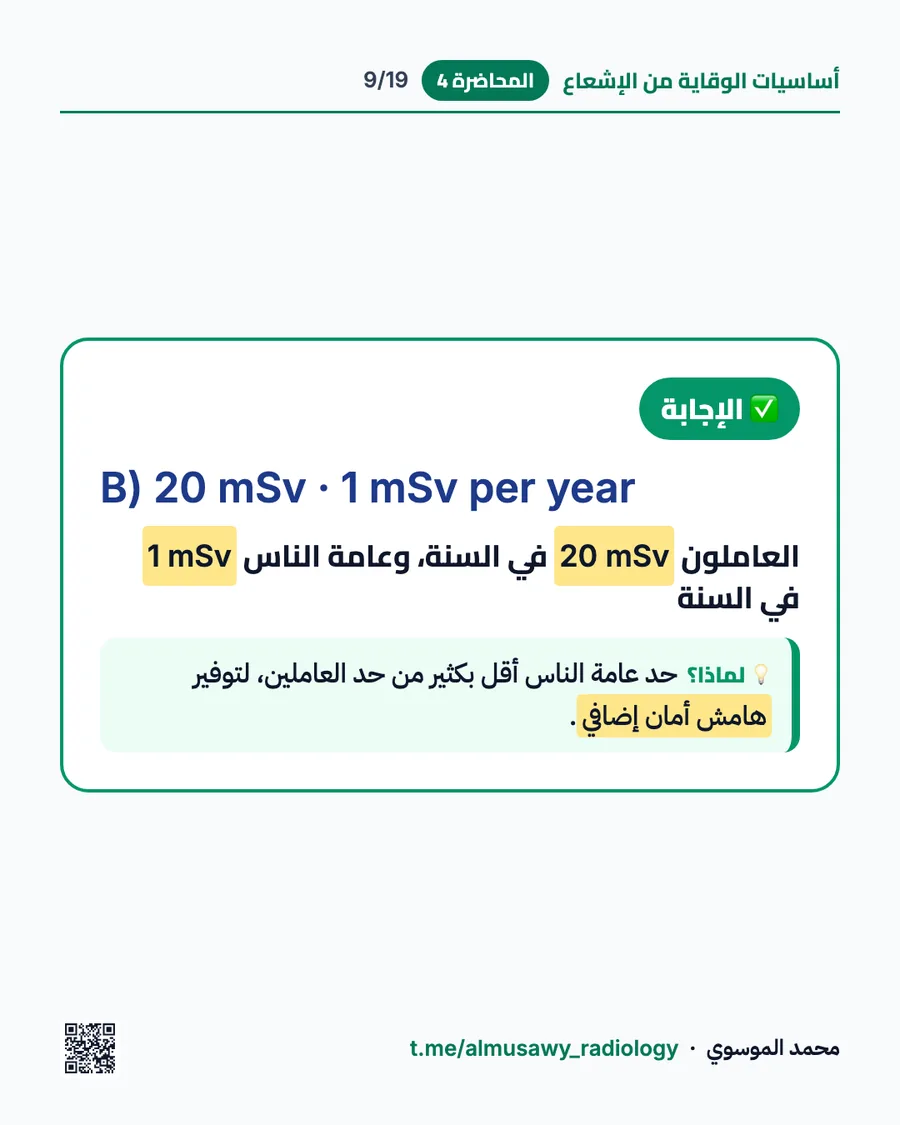 أساسيات الوقاية من الإشعاع المحاضرة 4 9/19
✅ الإجابة
B) 20 mSv · 1 mSv per year
العاملون 20 mSv في السنة، وعامة الناس 1 mSv
في السنة
💡 لماذا؟ حد عامة الناس أقل بكثير من حد العاملين، لتوفير
هامش أمان إضافي.
محمد الموسوي · t.me/almusawy_radiology